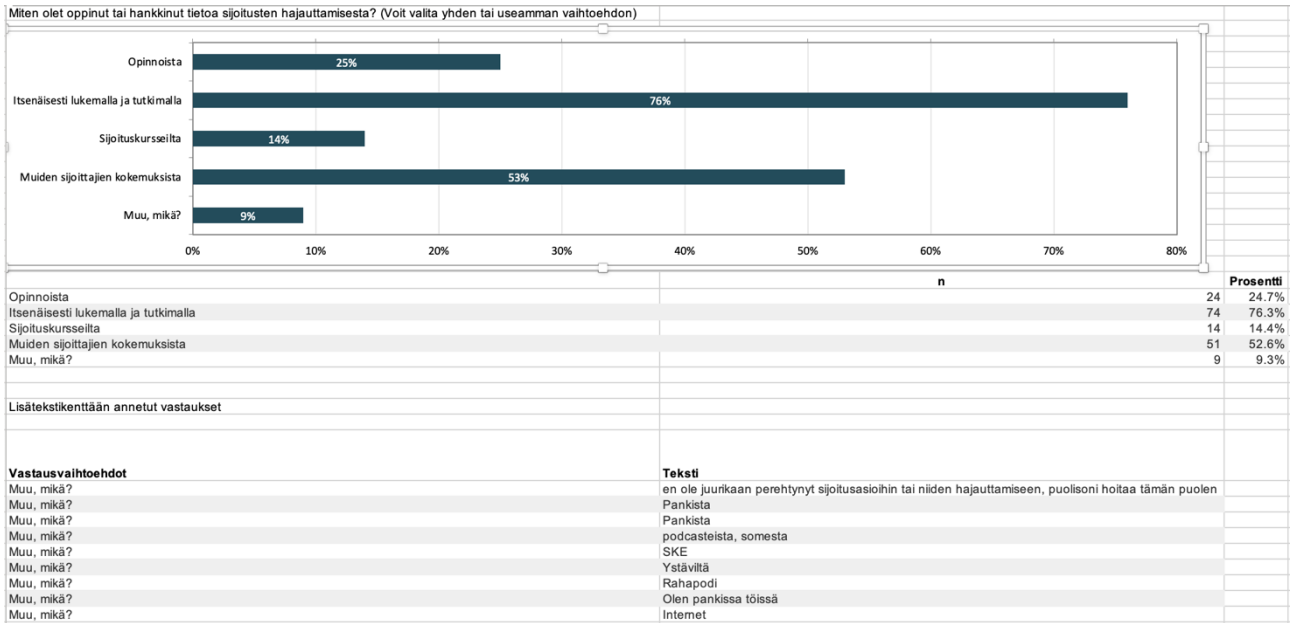 Miten olet oppinut tai hankkinut tietoa sijoitusten hajauttamisesta? (Voit valita yhden tai useamman vaihtoehdon)
Opinnoista 25%
Itsenäisesti lukemalla ja tutkimalla 76%
Sijoituskursseilta 14%
Muiden sijoittajien kokemuksista 53%
Muu, mikä? 9%
0% 10% 20% 30% 40% 50% 60% 70% 80%
n Prosentti
Opinnoista 24 24.7%
Itsenäisesti lukemalla ja tutkimalla 74 76.3%
Sijoituskursseilta 14 14.4%
Muiden sijoittajien kokemuksista 51 52.6%
Muu, mikä? 9 9.3%
Lisätekstikenttään annetut vastaukset
Vastausvaihtoehdot Teksti
Muu, mikä? en ole juurikaan perehtynyt sijoitusasioihin tai niiden hajauttamiseen, puolisoni hoitaa tämän puolen
Muu, mikä? Pankista
Muu, mikä? Pankista
Muu, mikä? podcasteista, somesta
Muu, mikä? SKE
Muu, mikä? Ystäviltä
Muu, mikä? Rahapodi
Muu, mikä? Olen pankissa töissä
Muu, mikä? Internet